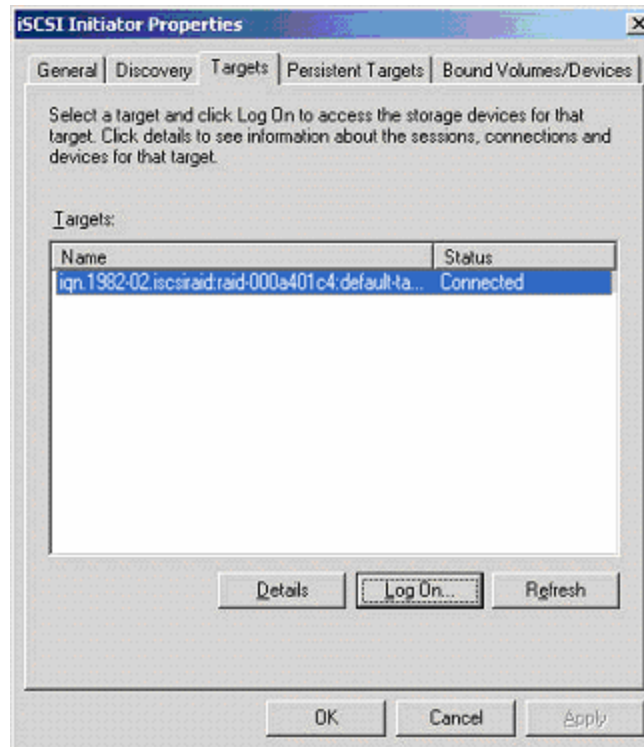 iSCSI Initiator Properties
General Discovery Targets Persistent Targets Bound Volumes/Devices
Select a target and click Log On to access the storage devices for that
target. Click details to see information about the sessions, connections and
devices for that target.
Targets:
Name Status
iqn.1982-02.iscsiraid:raid-000a401c4:default-ta... Connected
Details Log On... Refresh
OK Cancel Apply